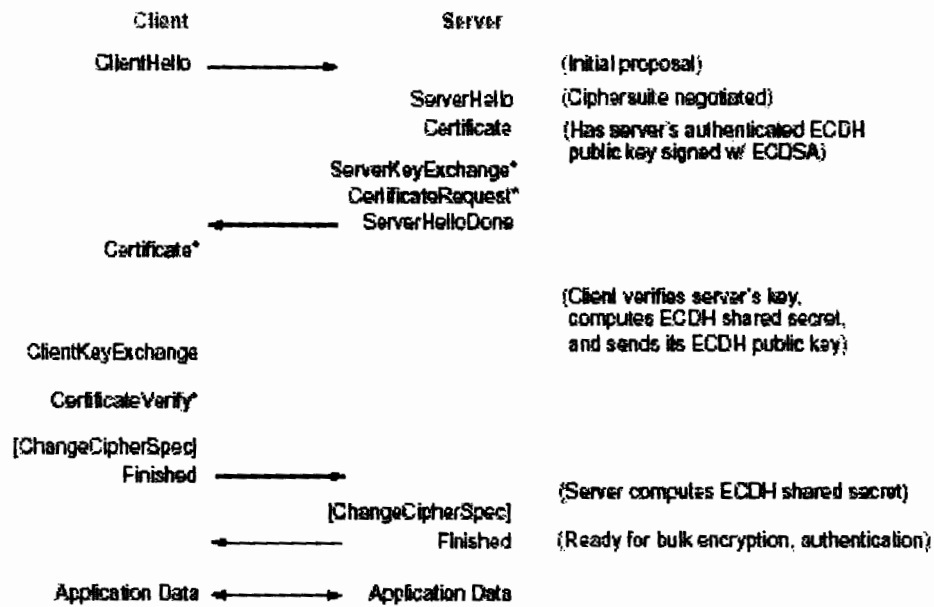 Client Server
ClientHello (Initial proposal)
ServerHello (Ciphersuite negotiated)
Certificate (Has server's authenticated ECDH
public key signed w/ ECDSA)
ServerKeyExchange*
CertificateRequest*
ServerHelloDone
Certificate*
(Client verifies server's key,
computes ECDH shared secret,
and sends its ECDH public key)
ClientKeyExchange
CertificateVerify*
[ChangeCipherSpec]
Finished
(Server computes ECDH shared secret)
[ChangeCipherSpec]
Finished (Ready for bulk encryption, authentication)
Application Data Application Data